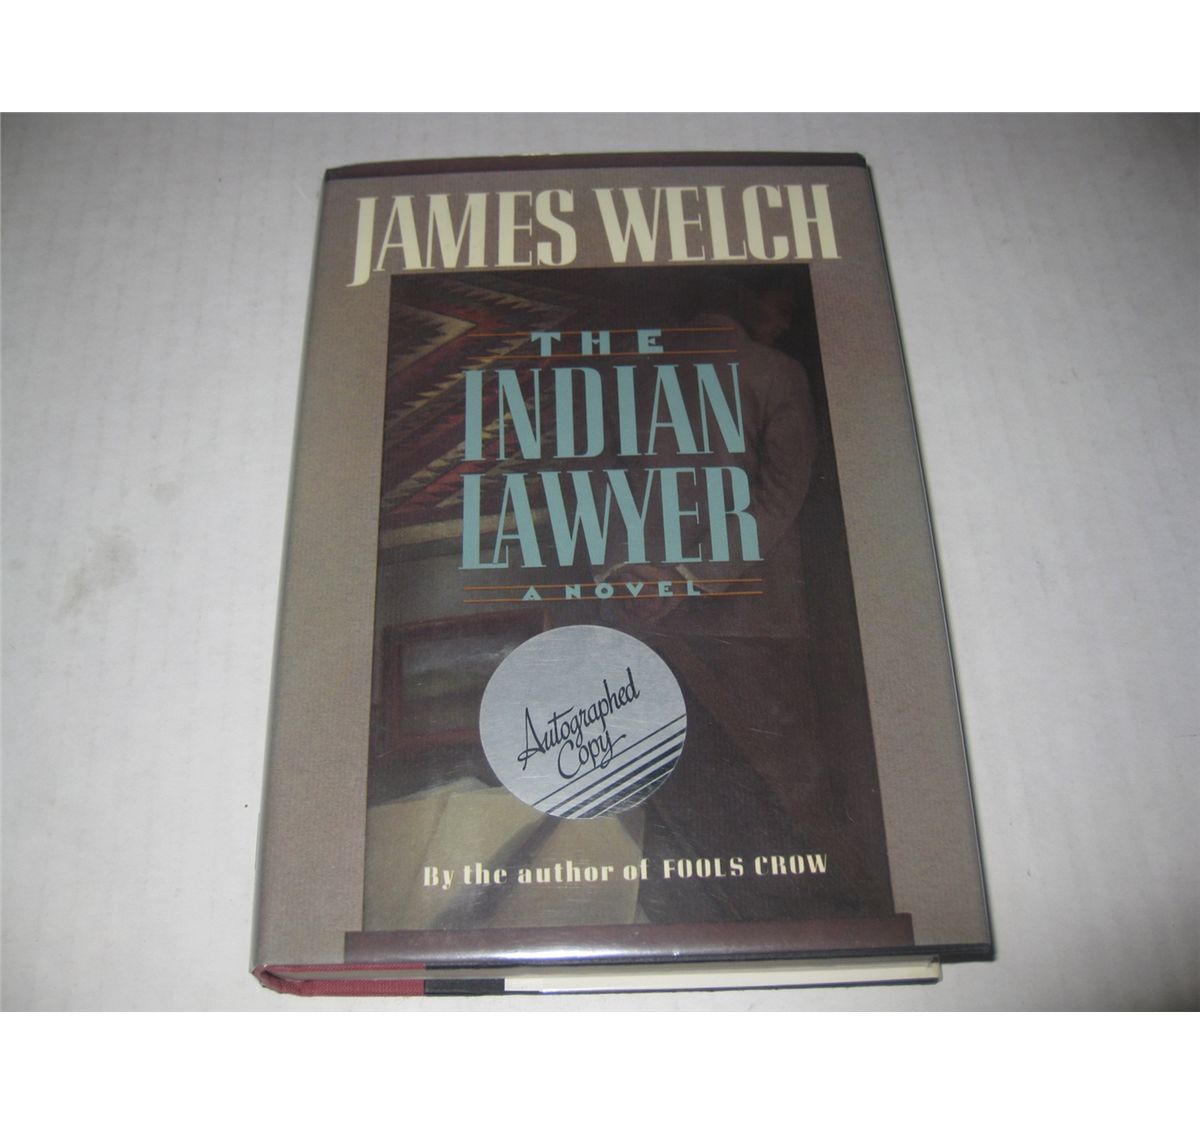 JAMES WELCH
THE
INDIAN
LAWYER
A NOVEL
Autographed
Copy
By the author of FOOLS CROW